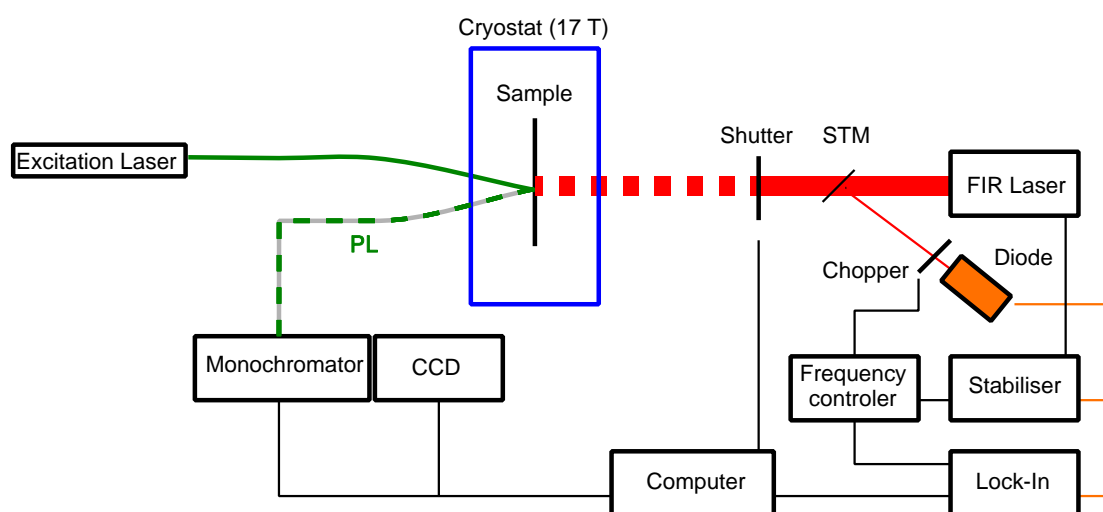 Cryostat (17 T)
Sample
Shutter
STM
Excitation Laser
FIR Laser
PL
Chopper
Diode
Monochromator
CCD
Frequency
controler
Stabiliser
Computer
Lock-In